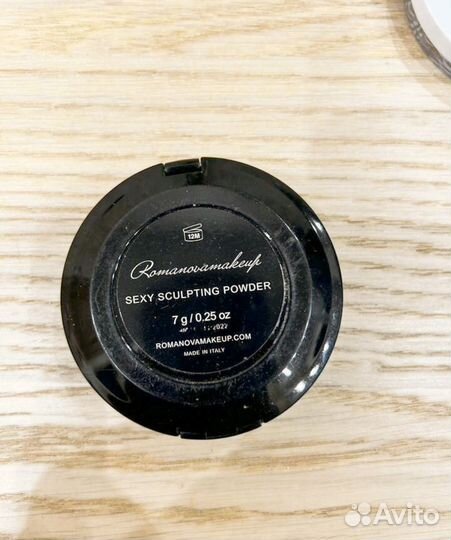 12M
Romanovamakeup
SEXY SCULPTING POWDER
7 g / 0.25 oz
ROMANOVAMAKEUP.COM
MADE IN ITALY
Avito